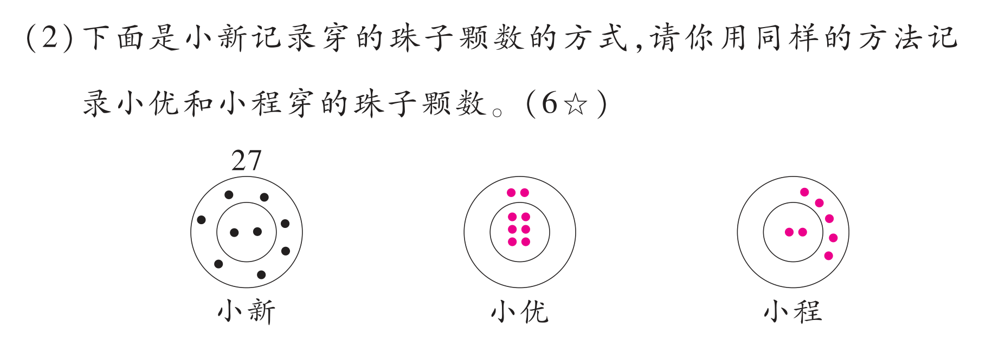 (2)下面是小新记录穿的珠子颗数的方式,请你用同样的方法记
录小优和小程穿的珠子颗数。(6☆)
27
小新 小优 小程